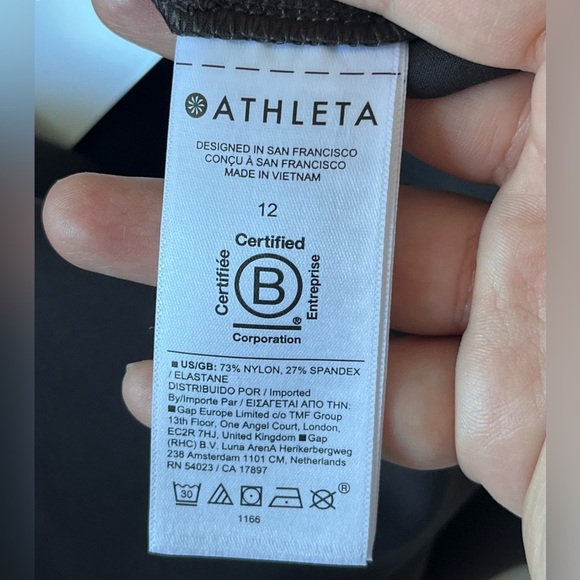 ATHLETA
DESIGNED IN SAN FRANCISCO
CONÇU À SAN FRANCISCO
MADE IN VIETNAM
12
Certified
Certifiée
B
Entreprise
®
Corporation
■ US/GB: 73% NYLON, 27% SPANDEX
/ ELASTANE
DISTRIBUIDO POR / Imported
By/Importe Par / ΕΙΣΑΓΕΤΑΙ ΑΠΟ ΤΗΝ:
■Gap Europe Limited c/o TMF Group
13th Floor, One Angel Court, London,
EC2R 7HJ, United Kingdom ■ Gap
(RHC) B.V. Luna ArenA Herikerbergweg
238 Amsterdam 1101 CM, Netherlands
RN 54023 / CA 17897
30
®
1166